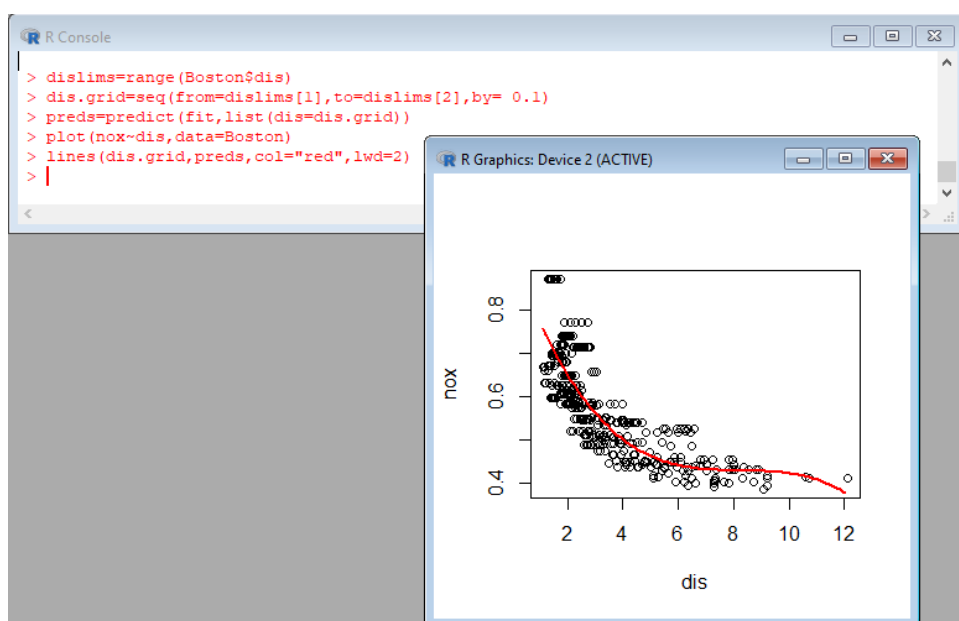 R Console
> dislims=range(Boston$dis)
> dis.grid=seq(from=dislims[1],to=dislims[2],by= 0.1)
> preds=predict(fit,list(dis=dis.grid))
> plot(nox~dis,data=Boston)
> lines(dis.grid,preds,col="red",lwd=2)
>
R Graphics: Device 2 (ACTIVE)
0.8
0.6
0.4
nox
2 4 6 8 10 12
dis